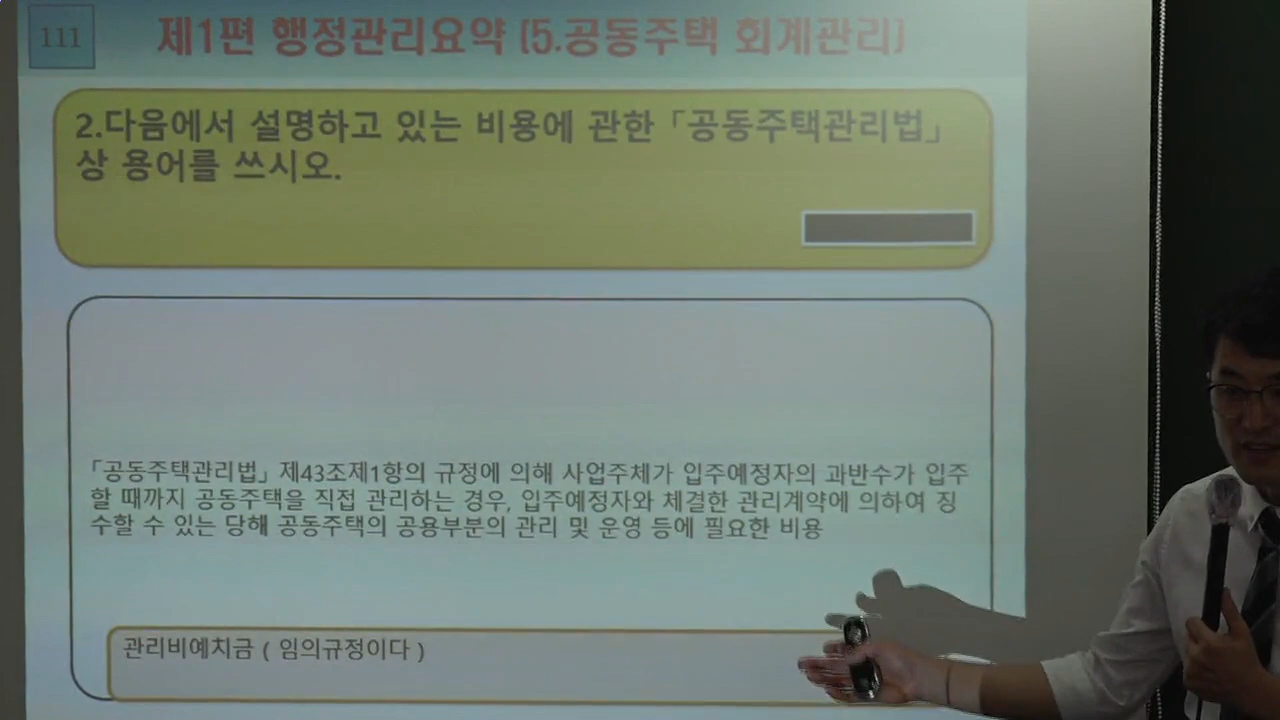 111
제1편 행정관리요약 (5.공동주택 회계관리)
2.다음에서 설명하고 있는 비용에 관한 「공동주택관리법」
상 용어를 쓰시오.
「공동주택관리법」 제43조제1항의 규정에 의해 사업주체가 입주예정자의 과반수가 입주
할 때까지 공동주택을 직접 관리하는 경우, 입주예정자와 체결한 관리계약에 의하여 징
수할 수 있는 당해 공동주택의 공용부분의 관리 및 운영 등에 필요한 비용
관리비예치금 ( 임의규정이다 )